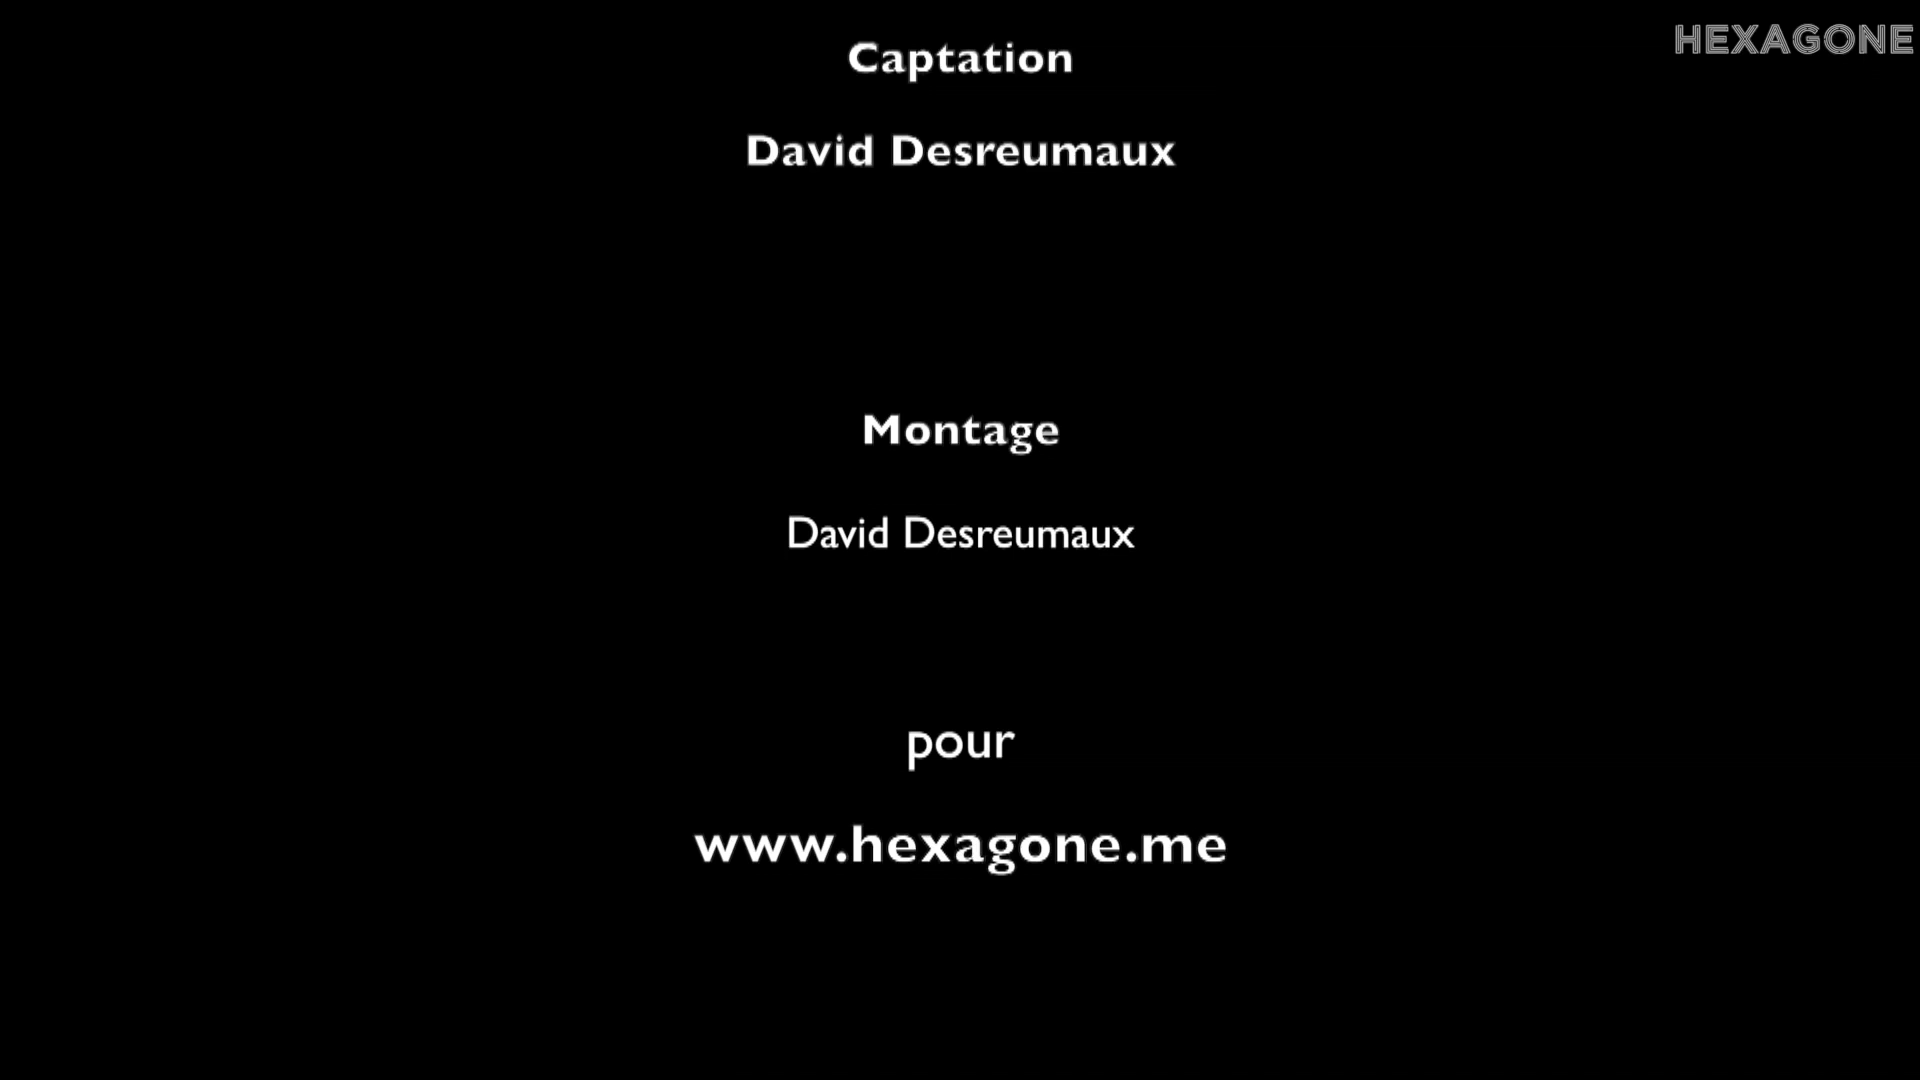 HEXAGONE
Captation
David Desreumaux
Montage
David Desreumaux
pour
www.hexagone.me